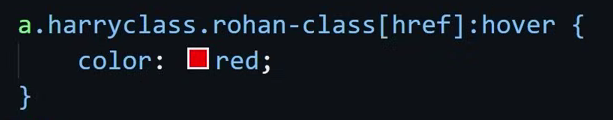 a.harryclass.rohan-class[href]:hover {
    color: red;
}